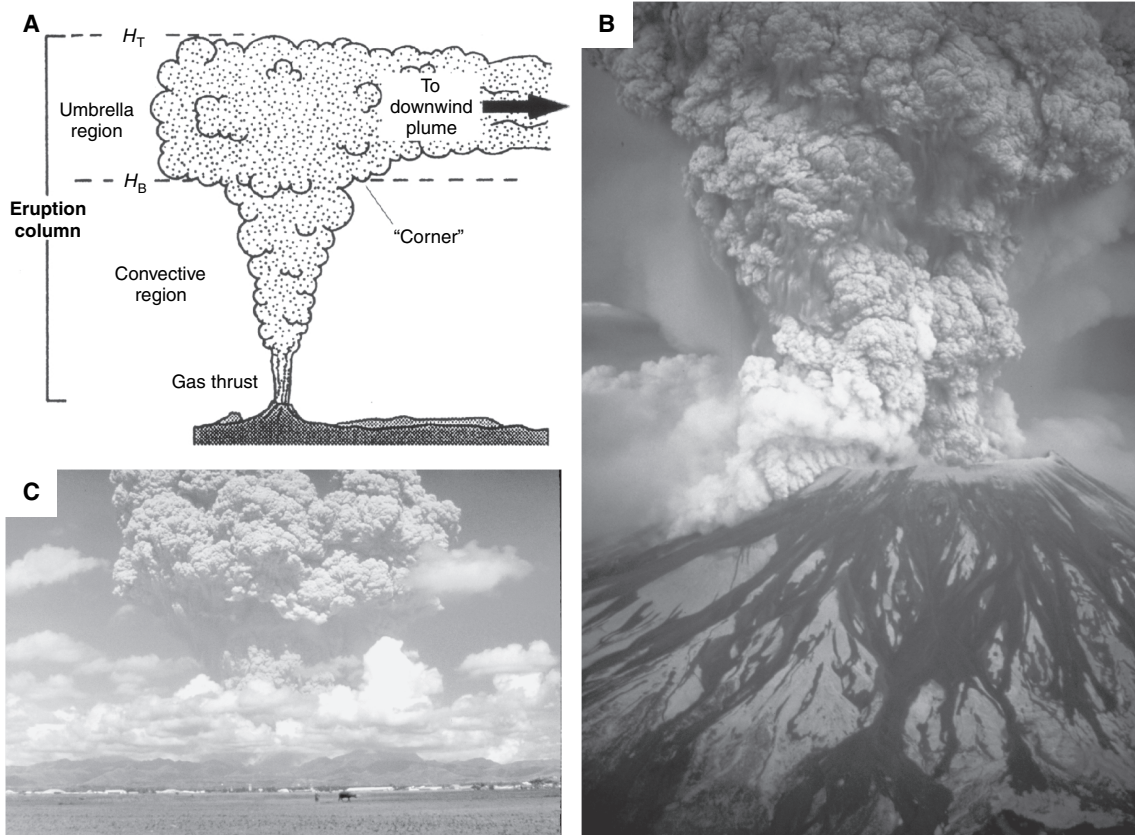 A
H_T
Umbrella
region
To
downwind
plume
H_B
Eruption
column
"Corner"
Convective
region
Gas thrust
B
C